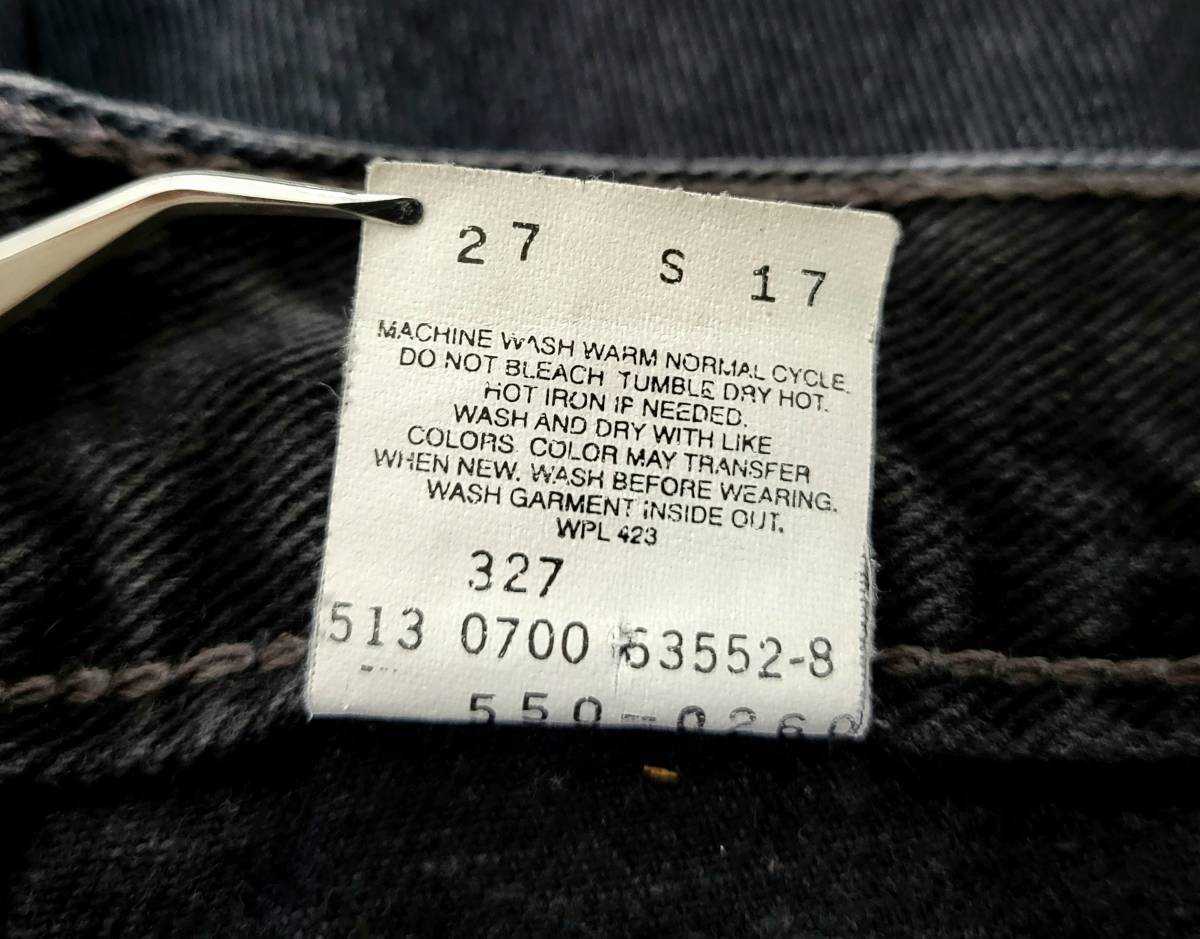 27 S 17
MACHINE WASH WARM NORMAL CYCLE.
DO NOT BLEACH TUMBLE DRY HOT.
HOT IRON IF NEEDED.
WASH AND DRY WITH LIKE
COLORS. COLOR MAY TRANSFER
WHEN NEW. WASH BEFORE WEARING.
WASH GARMENT INSIDE OUT.
WPL 423
327
513 0700 63552-8
550-0260